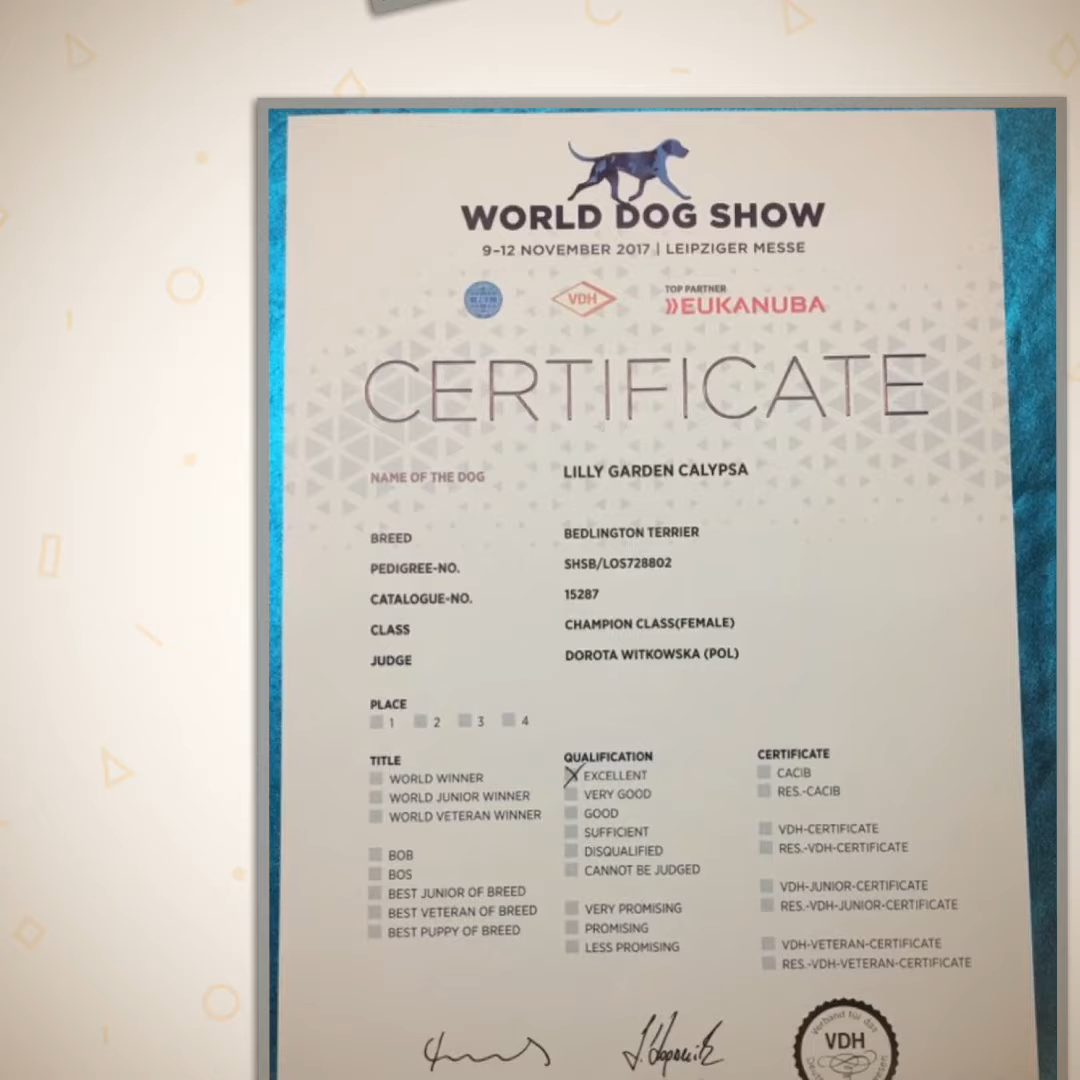 WORLD DOG SHOW
9-12 NOVEMBER 2017 | LEIPZIGER MESSE
VDH
TOP PARTNER
EUKANUBA
CERTIFICATE
NAME OF THE DOG LILLY GARDEN CALYPSA
BREED BEDLINGTON TERRIER
PEDIGREE-NO. SHSB/LOS728802
CATALOGUE-NO. 15287
CLASS CHAMPION CLASS(FEMALE)
JUDGE DOROTA WITKOWSKA (POL)
PLACE
1 2 3 4
TITLE
WORLD WINNER
WORLD JUNIOR WINNER
WORLD VETERAN WINNER
BOB
BOS
BEST JUNIOR OF BREED
BEST VETERAN OF BREED
BEST PUPPY OF BREED
QUALIFICATION
EXCELLENT
VERY GOOD
GOOD
SUFFICIENT
DISQUALIFIED
CANNOT BE JUDGED
VERY PROMISING
PROMISING
LESS PROMISING
CERTIFICATE
CACIB
RES.-CACIB
VDH-CERTIFICATE
RES.-VDH-CERTIFICATE
VDH-JUNIOR-CERTIFICATE
RES.-VDH-JUNIOR-CERTIFICATE
VDH-VETERAN-CERTIFICATE
RES.-VDH-VETERAN-CERTIFICATE
Verband für das
VDH